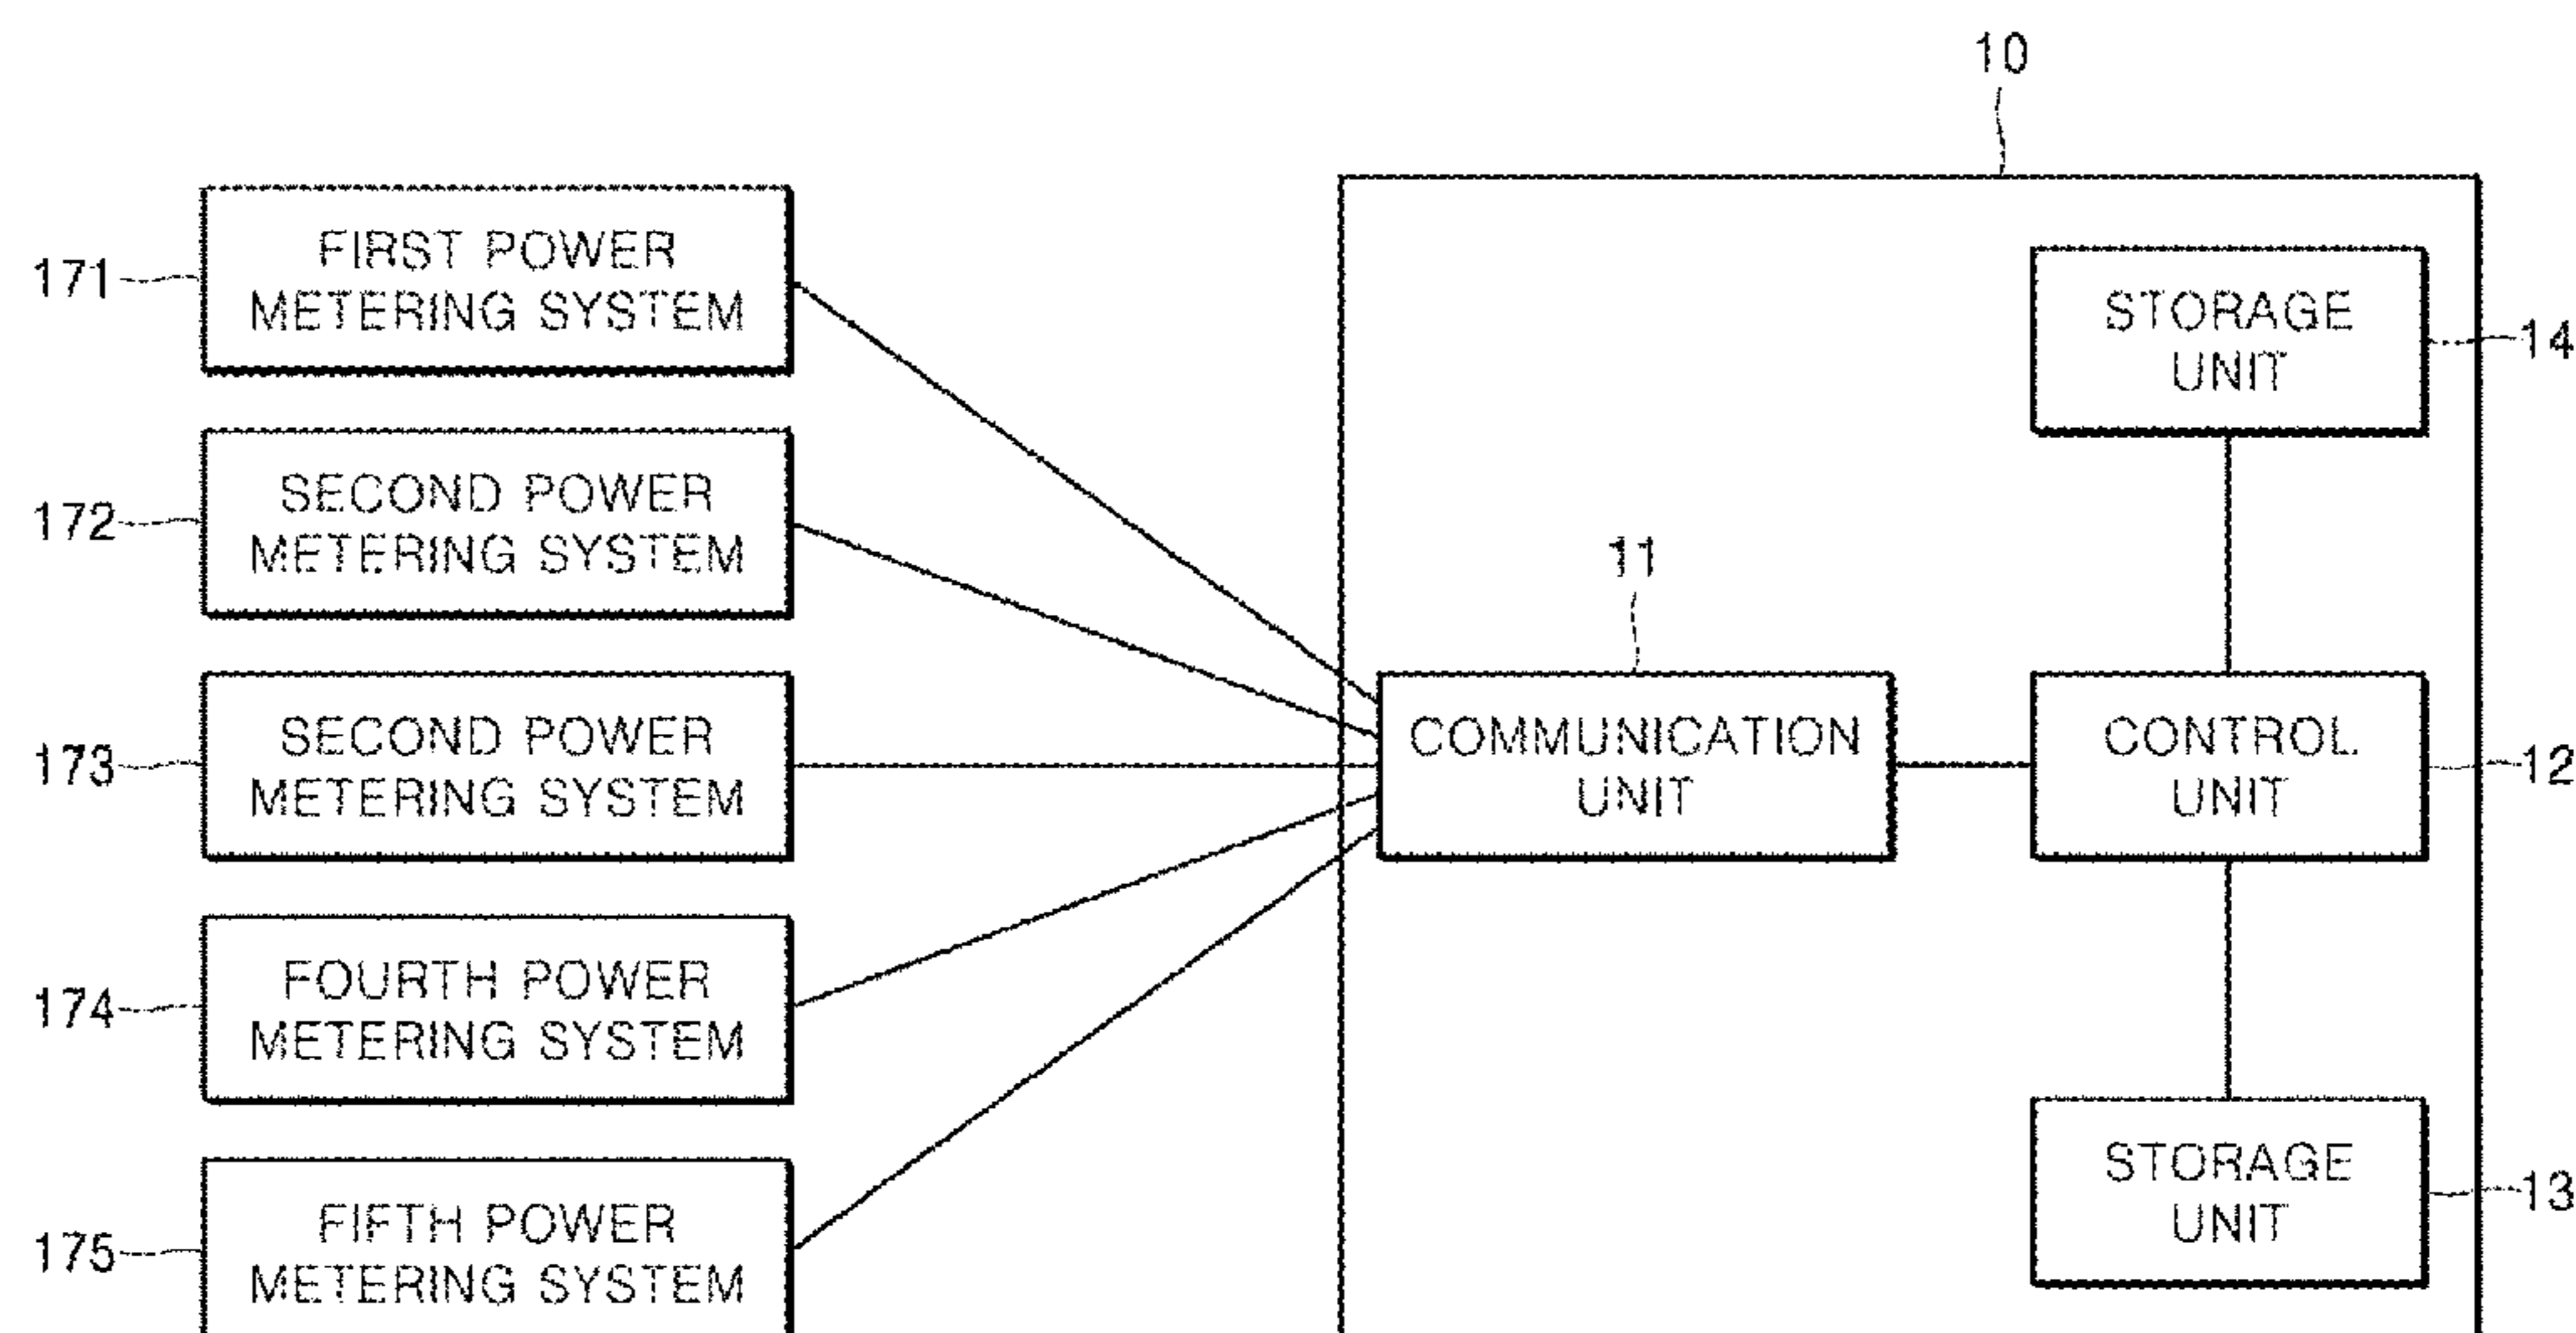 10
171
FIRST POWER
METERING SYSTEM
STORAGE
UNIT
14
172
SECOND POWER
METERING SYSTEM
11
173
SECOND POWER
METERING SYSTEM
COMMUNICATION
UNIT
CONTROL
UNIT
12
174
FOURTH POWER
METERING SYSTEM
175
FIFTH POWER
METERING SYSTEM
STORAGE
UNIT
13